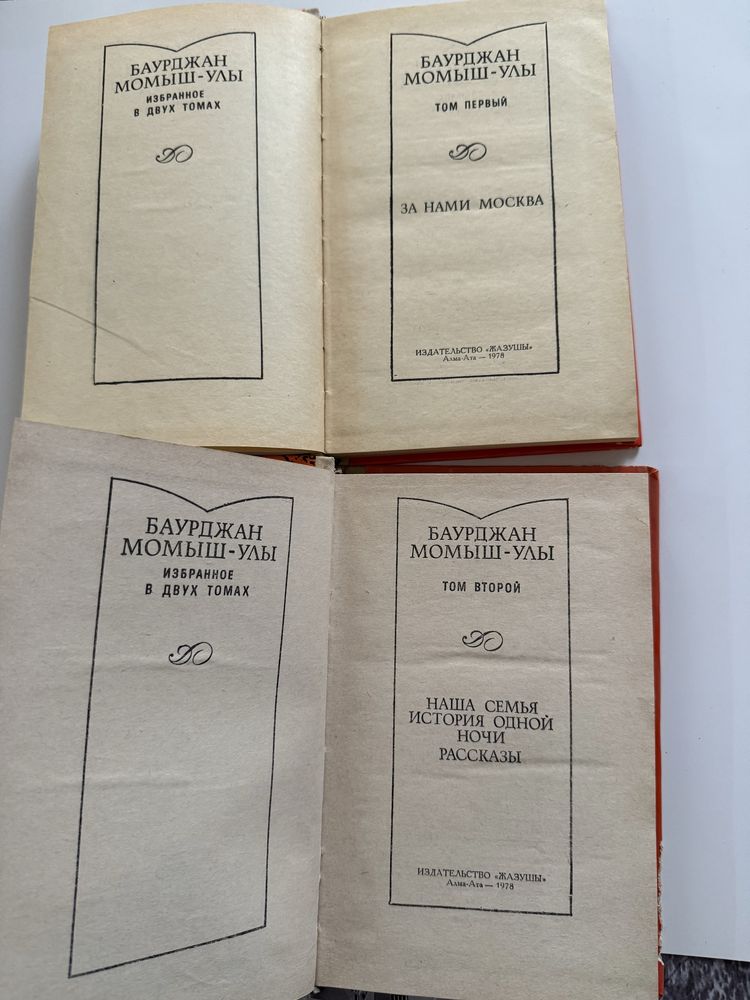 БАУРДЖАН
МОМЫШ-УЛЫ
ИЗБРАННОЕ
В ДВУХ ТОМАХ
БАУРДЖАН
МОМЫШ-УЛЫ
ТОМ ПЕРВЫЙ
ЗА НАМИ МОСКВА
ИЗДАТЕЛЬСТВО «ЖАЗУШЫ»
Алма-Ата — 1978
БАУРДЖАН
МОМЫШ-УЛЫ
ИЗБРАННОЕ
В ДВУХ ТОМАХ
БАУРДЖАН
МОМЫШ-УЛЫ
ТОМ ВТОРОЙ
НАША СЕМЬЯ
ИСТОРИЯ ОДНОЙ
НОЧИ
РАССКАЗЫ
ИЗДАТЕЛЬСТВО «ЖАЗУШЫ»
Алма-Ата — 1978